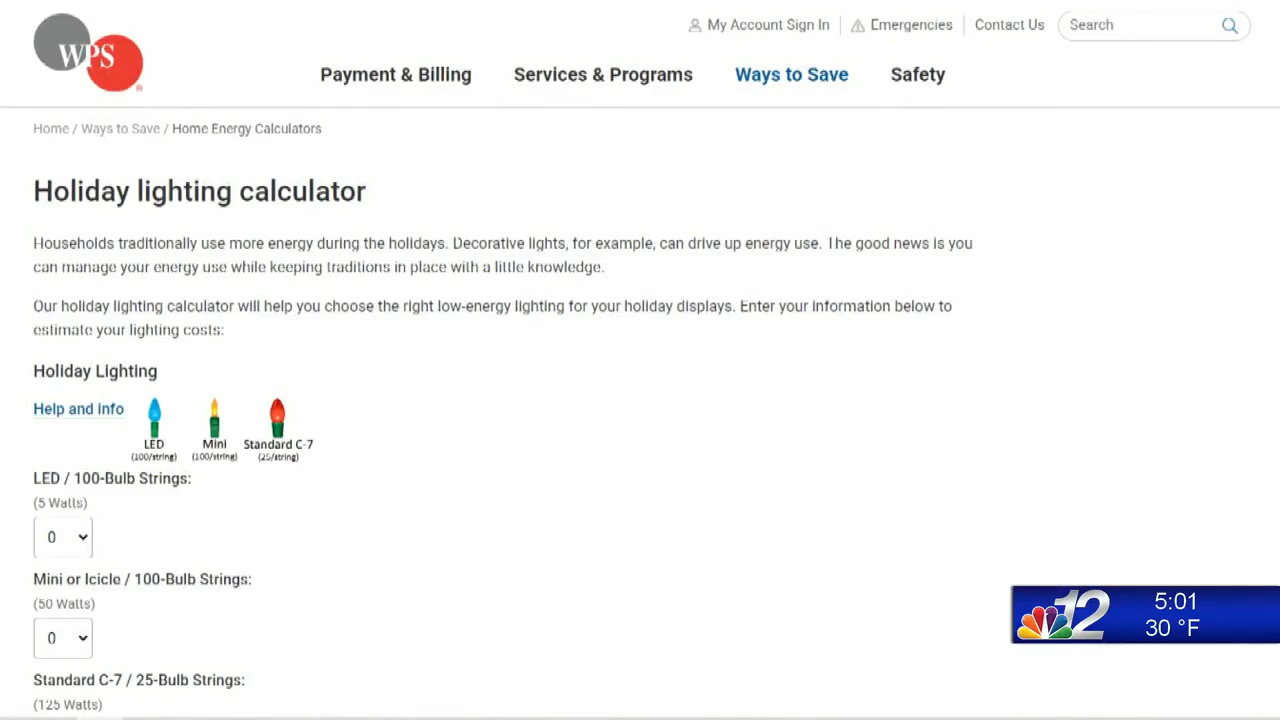 WPS
My Account Sign In
Emergencies
Contact Us
Search
Payment & Billing
Services & Programs
Ways to Save
Safety
Home / Ways to Save / Home Energy Calculators
Holiday lighting calculator
Households traditionally use more energy during the holidays. Decorative lights, for example, can drive up energy use. The good news is you
can manage your energy use while keeping traditions in place with a little knowledge.
Our holiday lighting calculator will help you choose the right low-energy lighting for your holiday displays. Enter your information below to
estimate your lighting costs:
Holiday Lighting
Help and info
LED Mini Standard C-7
(100/string) (100/string) (25/string)
LED / 100-Bulb Strings:
(5 Watts)
0
Mini or Icicle / 100-Bulb Strings:
(50 Watts)
0
Standard C-7 / 25-Bulb Strings:
(125 Watts)
12
5:01
30 °F